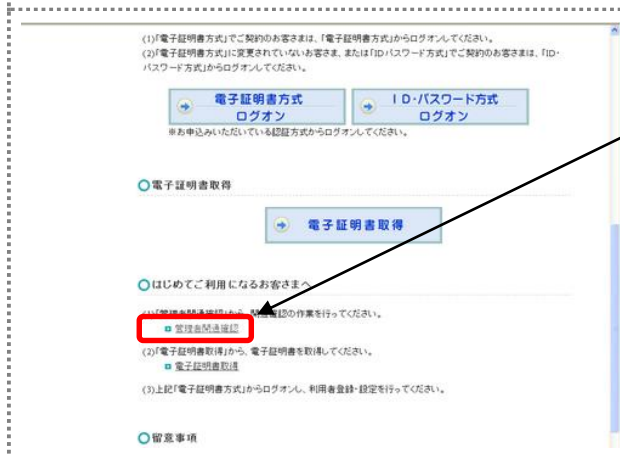 (1)「電子証明書方式」でご契約のお客さまは、「電子証明書方式」からログオンしてください。
(2)「電子証明書方式」に変更されていないお客さま、または「IDパスワード方式」でご契約のお客さまは、「ID・
パスワード方式」からログオンしてください。
電子証明書方式
ログオン
ID・パスワード方式
ログオン
※お申込みいただいている認証方式からログオンしてください。
電子証明書取得
電子証明書取得
はじめてご利用になるお客さまへ
(1)「管理者開通確認」から、開通確認の作業を行ってください。
管理者開通確認
(2)「電子証明書取得」から、電子証明書を取得してください。
電子証明書取得
(3)上記「電子証明書方式」からログオンし、利用者登録・設定を行ってください。
留意事項